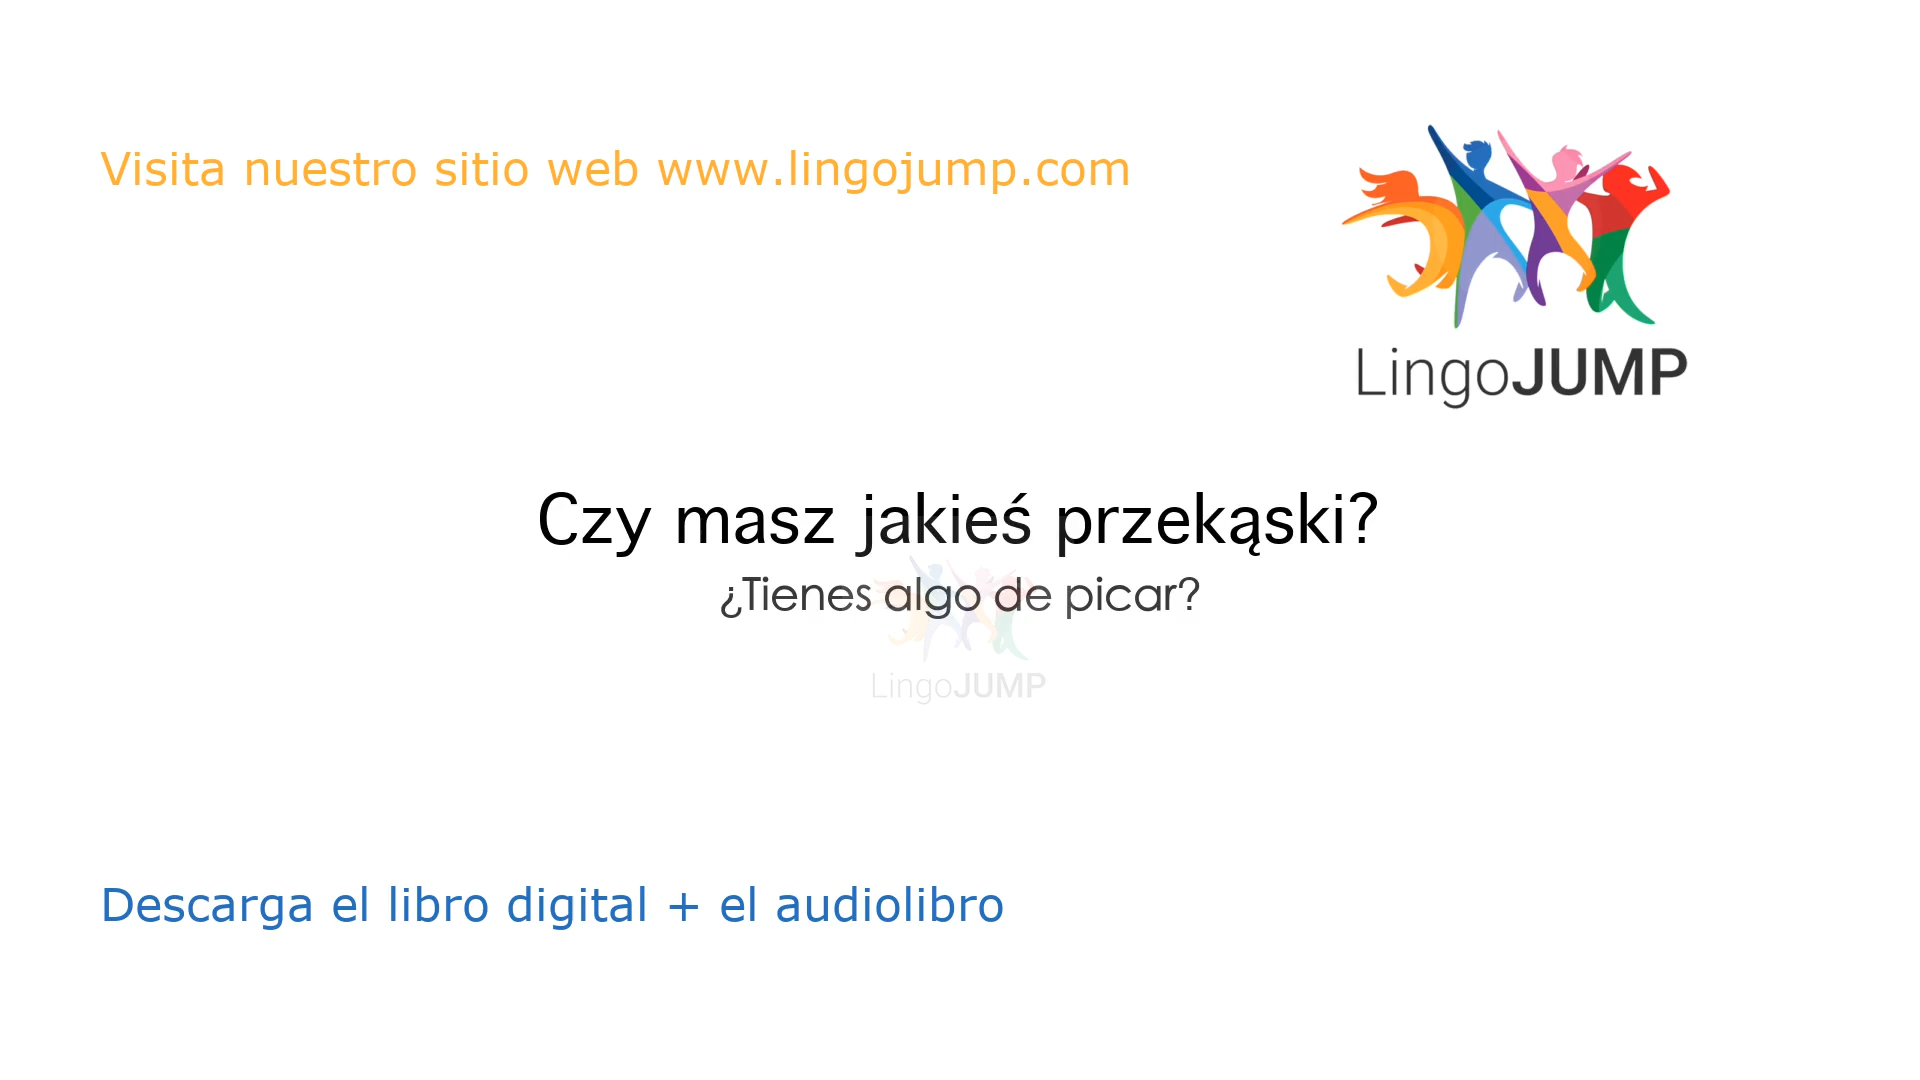 Visita nuestro sitio web www.lingojump.com
LingoJUMP
Czy masz jakieś przekąski?
¿Tienes algo de picar?
LingoJUMP
Descarga el libro digital + el audiolibro